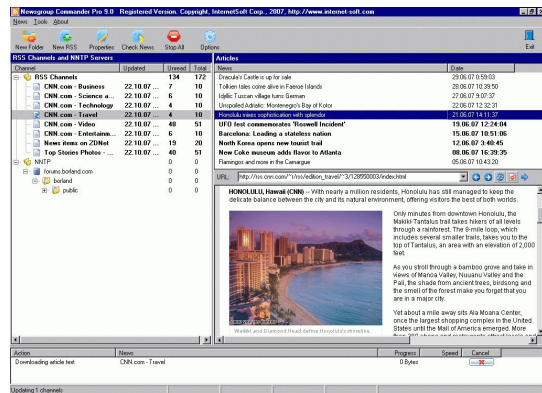 Newsgroup Commander Pro 9.0 Registered Version. Copyright, InternetSoft Corp., 2007, http://www.internet-soft.com
News Tools About
New Folder New RSS Properties Check News Stop All Options Exit
RSS Channels and NNTP Servers
Channel Updated Unread Total
RSS Channels 134 172
CNN.com - Business 22.10.07 ... 7 10
CNN.com - Science a... 22.10.07 ... 6 10
CNN.com - Technology 22.10.07 ... 4 10
CNN.com - Travel 22.10.07 ... 4 10
CNN.com - Video 22.10.07 ... 48 51
CNN.com - Entertainm... 22.10.07 ... 6 10
News items on ZDNet 22.10.07 ... 19 20
Top Stories Photos - ... 22.10.07 ... 40 51
NNTP 0 0
forums.borland.com 0 0
borland 0 0
public 0 0
Articles
News Date
Dracula's Castle is up for sale 29.06.07 0:59:03
Tolkien tales come alive in Faeroe Islands 28.06.07 10:39:50
Idyllic Tuscan village turns German 27.06.07 9:07:37
Unspoiled Adriatic: Montenegro's Bay of Kotor 22.06.07 12:32:31
Honolulu mixes sophistication with splendor 21.06.07 14:11:37
UFO fest commemorates 'Roswell Incident' 19.06.07 12:24:04
Barcelona: Leading a stateless nation 15.06.07 10:51:06
North Korea opens new tourist trail 12.06.07 3:40:45
New Coke museum adds flavor to Atlanta 08.06.07 16:39:35
Flamingos and more in the Camargue 05.06.07 10:43:20
URL: http://rss.cnn.com/~r/rss/edition_travel/~3/128550003/index.html
HONOLULU, Hawaii (CNN) -- With nearly a million residents, Honolulu has still managed to keep the
delicate balance between the city and its natural environment, offering visitors the best of both worlds.
Only minutes from downtown Honolulu, the
Makiki-Tantalus trail takes hikers of all levels
through a rainforest. The 8-mile loop, which
includes several smaller trails, takes you to the
top of Tantalus, an area with an elevation of 2,000
feet.
As you stroll through a bamboo grove and take in
views of Manoa Valley, Nuuanu Valley and the
Pali, the shade from ancient trees, birdsong and
the smell of the forest make you forget that you
are in a major city.
Yet about a mile away sits Ala Moana Center,
once the largest shopping complex in the United
States until the Mall of America emerged. More
Waikiki and Diamond Head define Honolulu's shoreline.
Action News Progress Speed Cancel
Downloading article text CNN.com - Travel 0 Bytes
Updating 1 channels